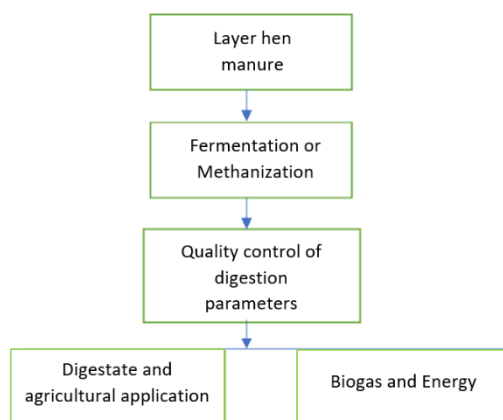 Layer hen
manure
Fermentation or
Methanization
Quality control of
digestion
parameters
Digestate and
agricultural application
Biogas and Energy